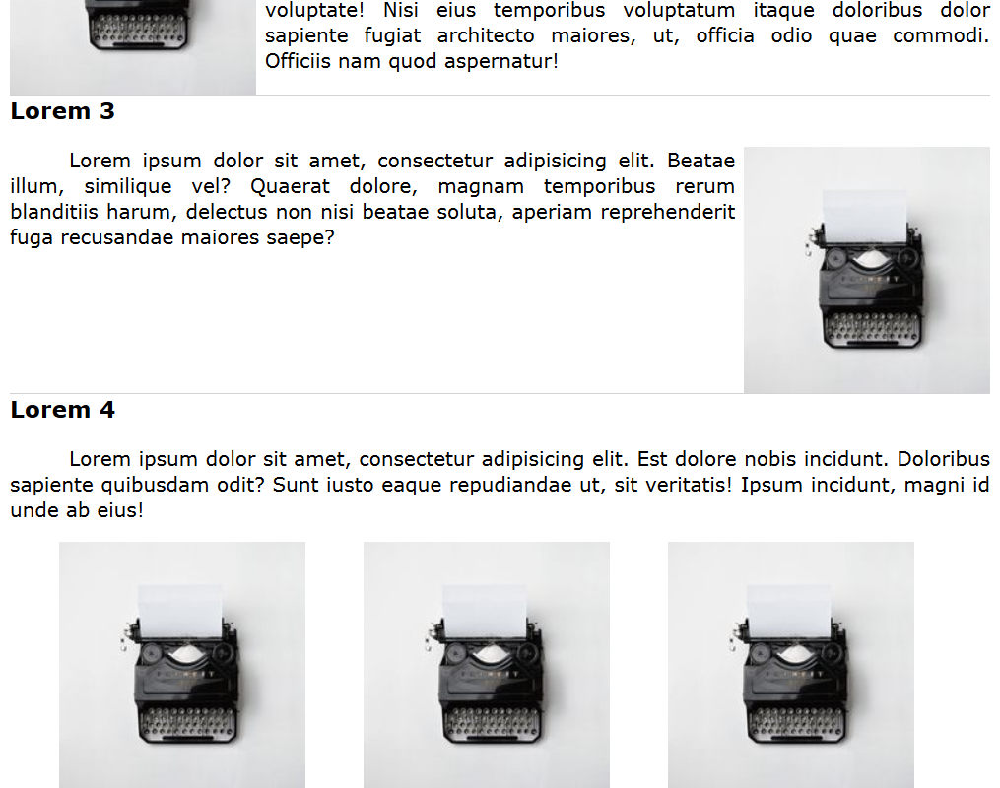 voluptate! Nisi eius temporibus voluptatum itaque doloribus dolor
sapiente fugiat architecto maiores, ut, officia odio quae commodi.
Officiis nam quod aspernatur!
Lorem 3
Lorem ipsum dolor sit amet, consectetur adipisicing elit. Beatae
illum, similique vel? Quaerat dolore, magnam temporibus rerum
blanditiis harum, delectus non nisi beatae soluta, aperiam reprehenderit
fuga recusandae maiores saepe?
Lorem 4
Lorem ipsum dolor sit amet, consectetur adipisicing elit. Est dolore nobis incidunt. Doloribus
sapiente quibusdam odit? Sunt iusto eaque repudiandae ut, sit veritatis! Ipsum incidunt, magni id
unde ab eius!